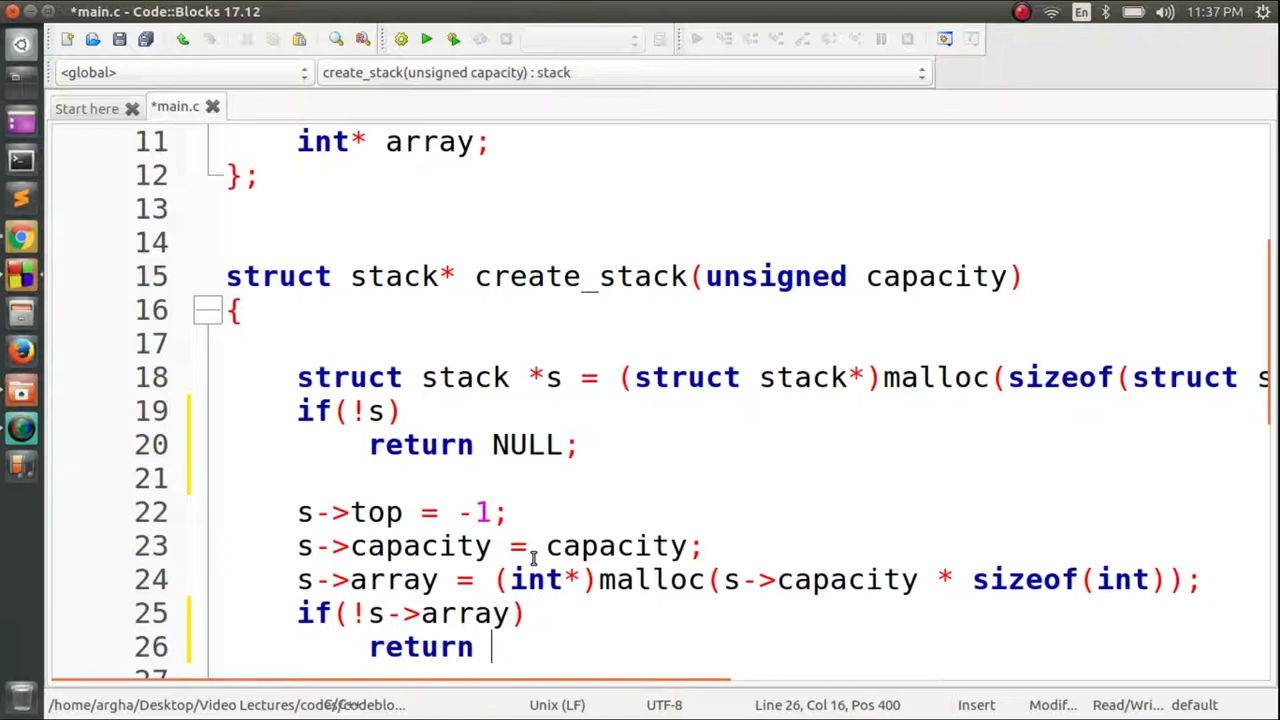 *main.c - Code::Blocks 17.12
En
11:37 PM
<global>
create_stack(unsigned capacity) : stack
Start here
*main.c
11 int* array;
12 };
13
14
15 struct stack* create_stack(unsigned capacity)
16 {
17
18 struct stack *s = (struct stack*)malloc(sizeof(struct s
19 if(!s)
20 return NULL;
21
22 s->top = -1;
23 s->capacity = capacity;
24 s->array = (int*)malloc(s->capacity * sizeof(int));
25 if(!s->array)
26 return
27
/home/argha/Desktop/Video Lectures/codes/Codeblo...
Unix (LF)
UTF-8
Line 26, Col 16, Pos 400
Insert
Modif...
Read/Wri...
default